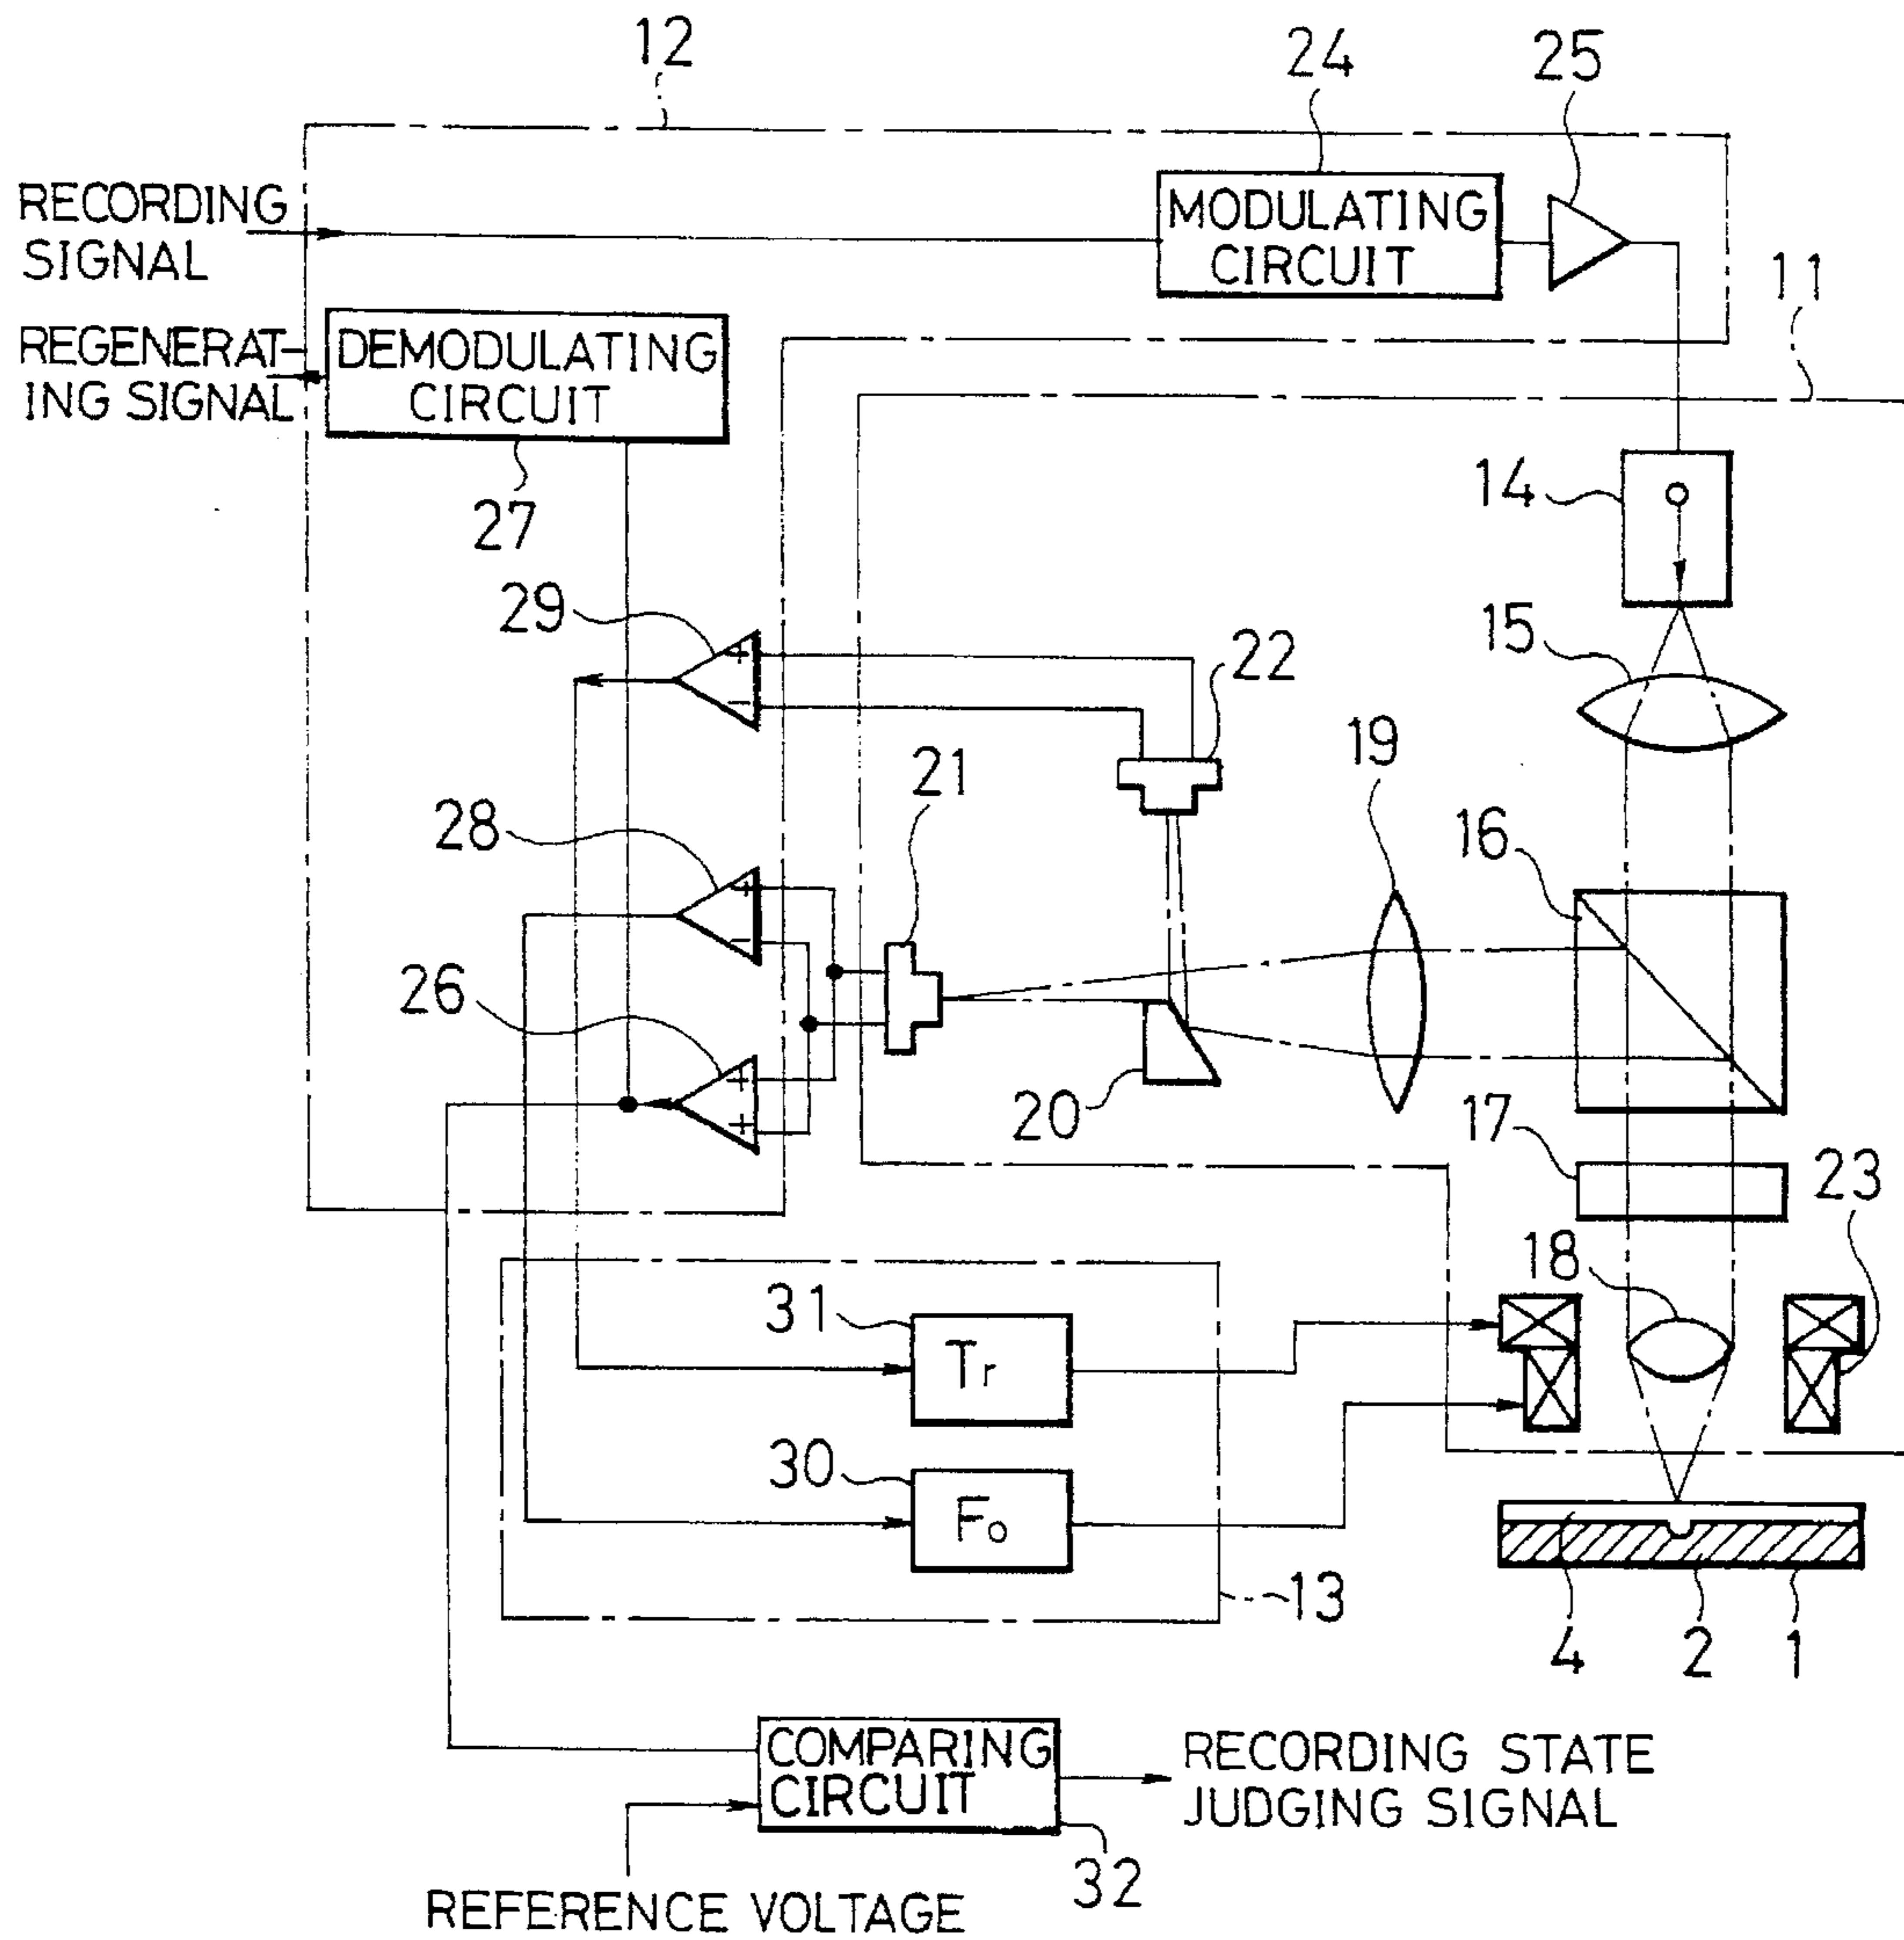 12
24
25
RECORDING
SIGNAL
MODULATING
CIRCUIT
11
REGENERAT-
ING SIGNAL
DEMODULATING
CIRCUIT
14
27
29
+
-
22
15
21
19
28
+
-
16
26
+
+
20
17
23
18
31
Tr
30
Fo
13
4
2
1
COMPARING
CIRCUIT
RECORDING STATE
JUDGING SIGNAL
32
REFERENCE VOLTAGE